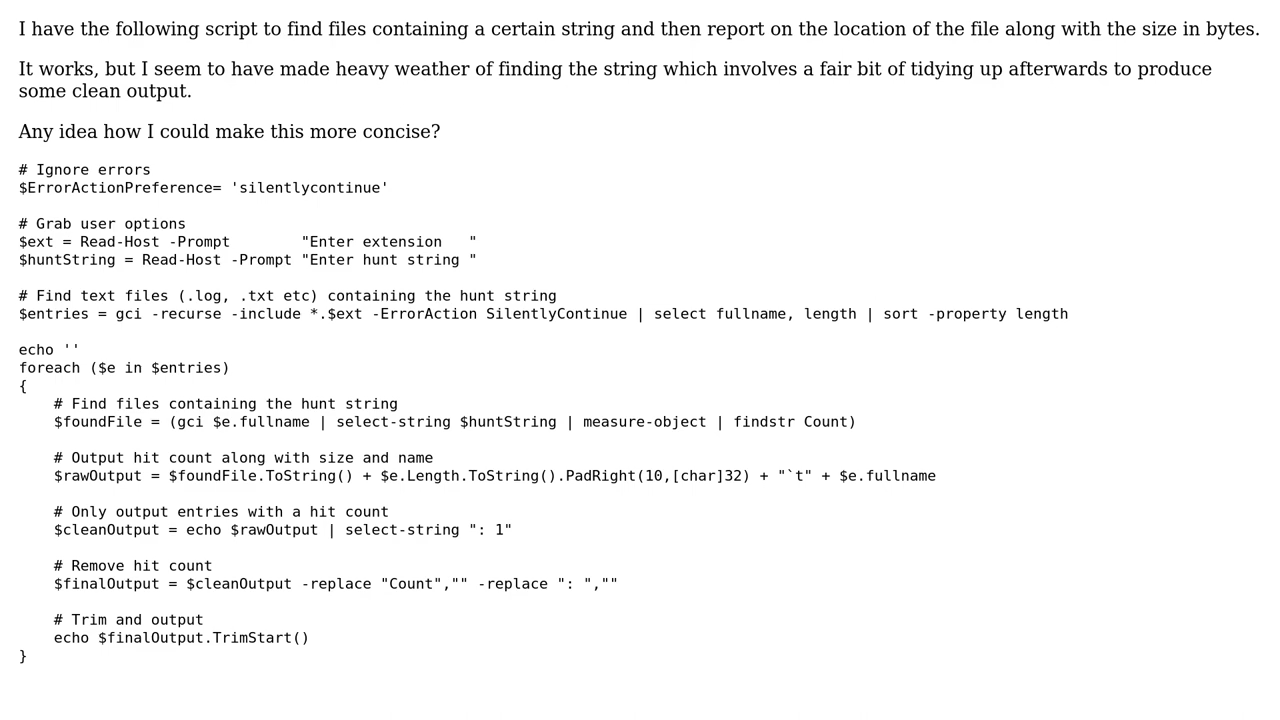 I have the following script to find files containing a certain string and then report on the location of the file along with the size in bytes.
It works, but I seem to have made heavy weather of finding the string which involves a fair bit of tidying up afterwards to produce
some clean output.
Any idea how I could make this more concise?
# Ignore errors
$ErrorActionPreference= 'silentlycontinue'
# Grab user options
$ext = Read-Host -Prompt        "Enter extension   "
$huntString = Read-Host -Prompt "Enter hunt string "
# Find text files (.log, .txt etc) containing the hunt string
$entries = gci -recurse -include *.$ext -ErrorAction SilentlyContinue | select fullname, length | sort -property length
echo ''
foreach ($e in $entries)
{
    # Find files containing the hunt string
    $foundFile = (gci $e.fullname | select-string $huntString | measure-object | findstr Count)
    # Output hit count along with size and name
    $rawOutput = $foundFile.ToString() + $e.Length.ToString().PadRight(10,[char]32) + "`t" + $e.fullname
    # Only output entries with a hit count
    $cleanOutput = echo $rawOutput | select-string ": 1"
    # Remove hit count
    $finalOutput = $cleanOutput -replace "Count","" -replace ": ",""
    # Trim and output
    echo $finalOutput.TrimStart()
}